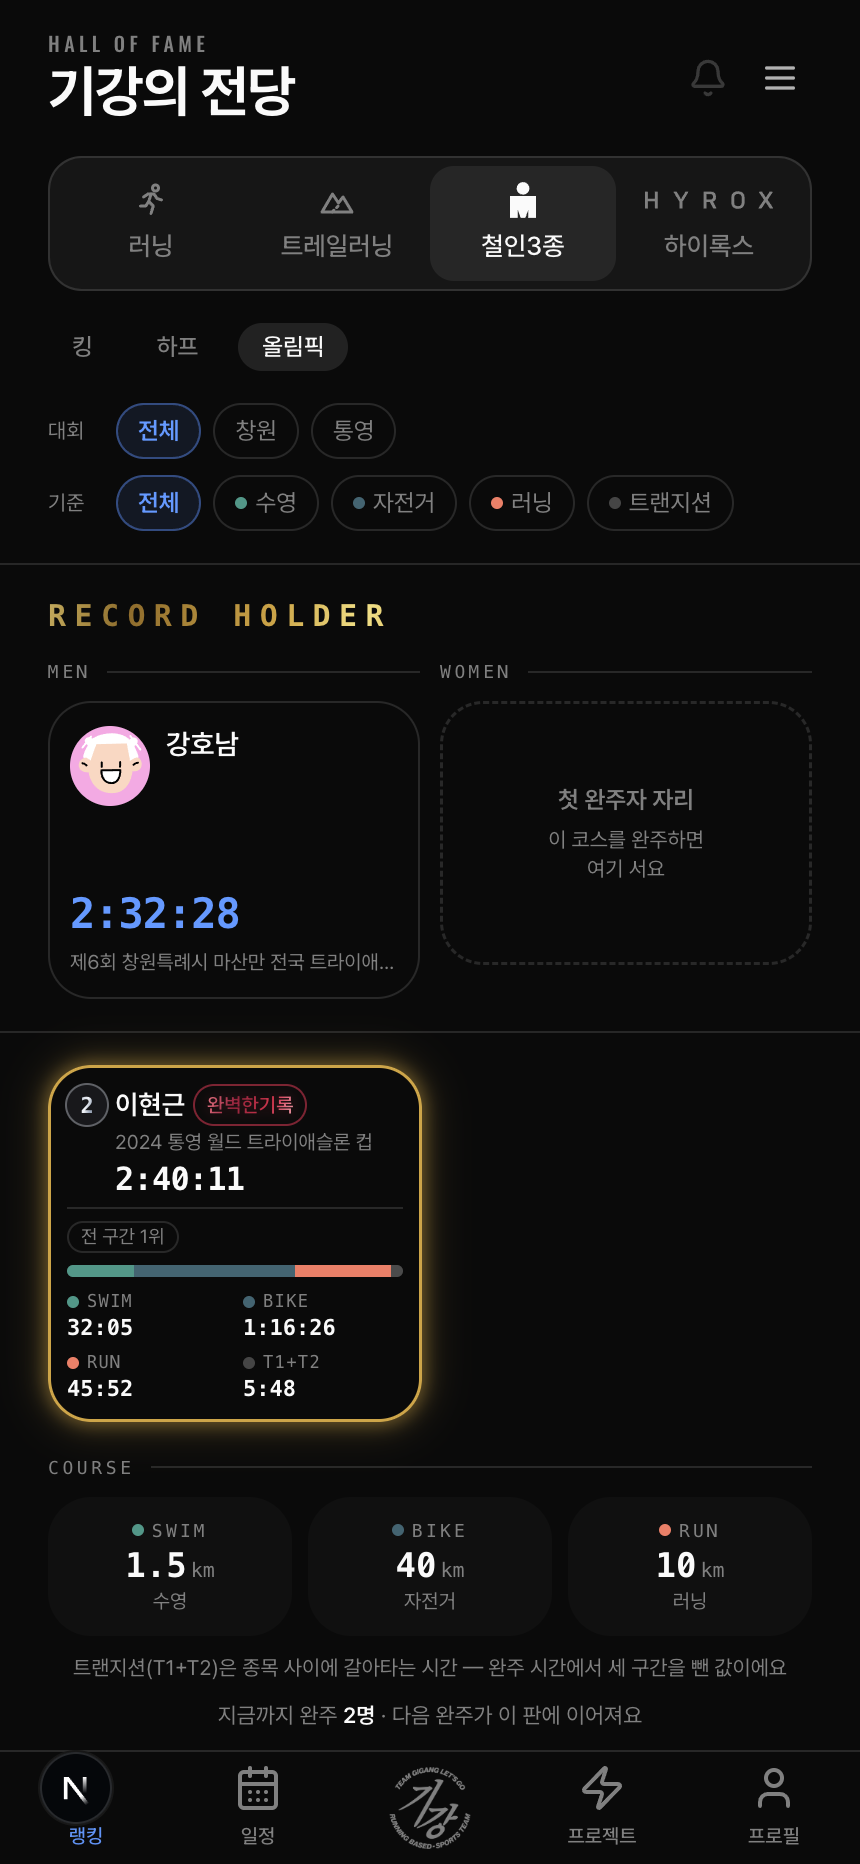 HALL OF FAME
기강의 전당
러닝
트레일러닝
철인3종
HYROX
하이록스
킹
하프
올림픽
대회
전체
창원
통영
기준
전체
수영
자전거
러닝
트랜지션
RECORD HOLDER
MEN
WOMEN
강호남
2:32:28
제6회 창원특례시 마산만 전국 트라이애...
첫 완주자 자리
이 코스를 완주하면
여기 서요
2 이현근 완벽한기록
2024 통영 월드 트라이애슬론 컵
2:40:11
전 구간 1위
SWIM
32:05
BIKE
1:16:26
RUN
45:52
T1+T2
5:48
COURSE
SWIM
1.5 km
수영
BIKE
40 km
자전거
RUN
10 km
러닝
트랜지션(T1+T2)은 종목 사이에 갈아타는 시간 — 완주 시간에서 세 구간을 뺀 값이에요
지금까지 완주 2명 · 다음 완주가 이 판에 이어져요
N
랭킹
일정
TEAM GIGANG LET'S GO
RUNNING BASED-SPORTS TEAM
프로젝트
프로필